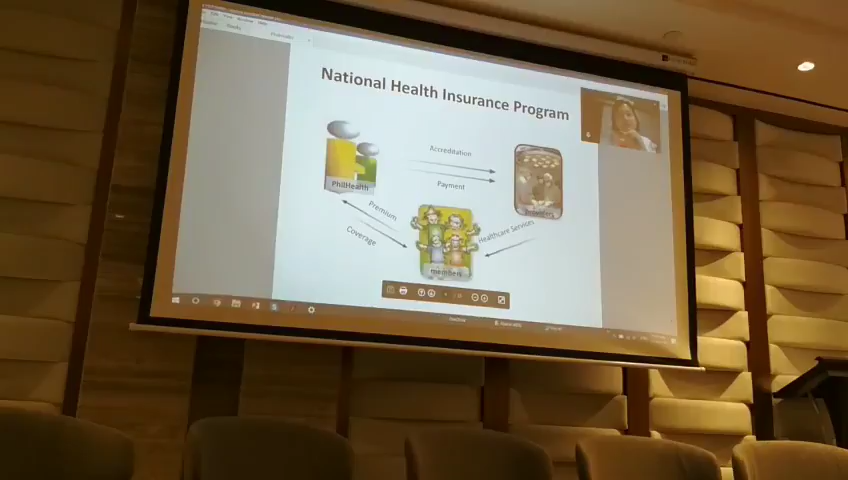 National Health Insurance Program
Accreditation
Payment
PhilHealth
Premium
Coverage
Healthcare Services
members